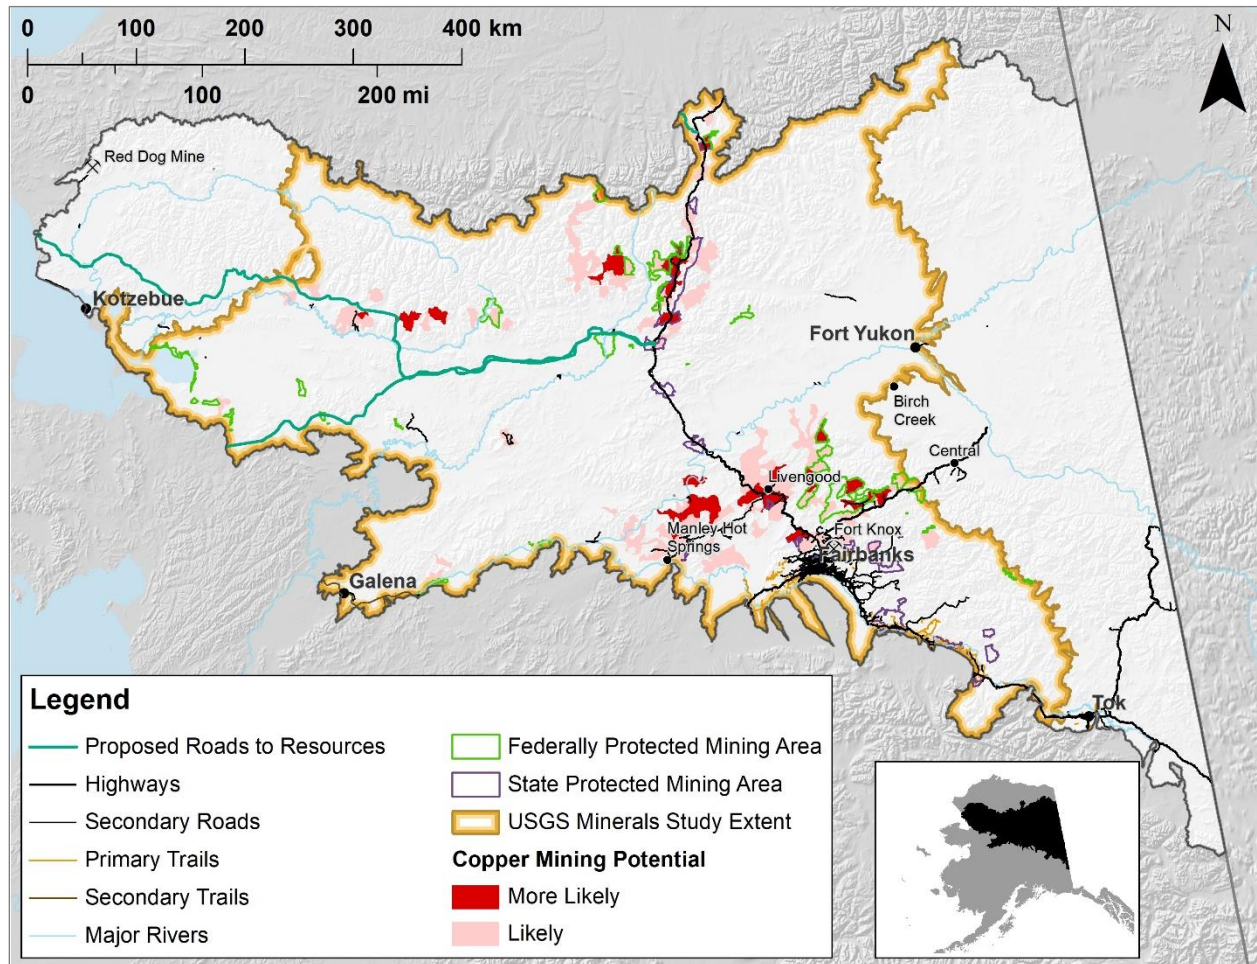 0 100 200 300 400 km
0 100 200 mi
N
Red Dog Mine
Kotzebue
Fort Yukon
Birch
Creek
Central
Livengood
Manley Hot
Springs
Fort Knox
Fairbanks
Galena
Tok
Legend
Proposed Roads to Resources
Highways
Secondary Roads
Primary Trails
Secondary Trails
Major Rivers
Federally Protected Mining Area
State Protected Mining Area
USGS Minerals Study Extent
Copper Mining Potential
More Likely
Likely